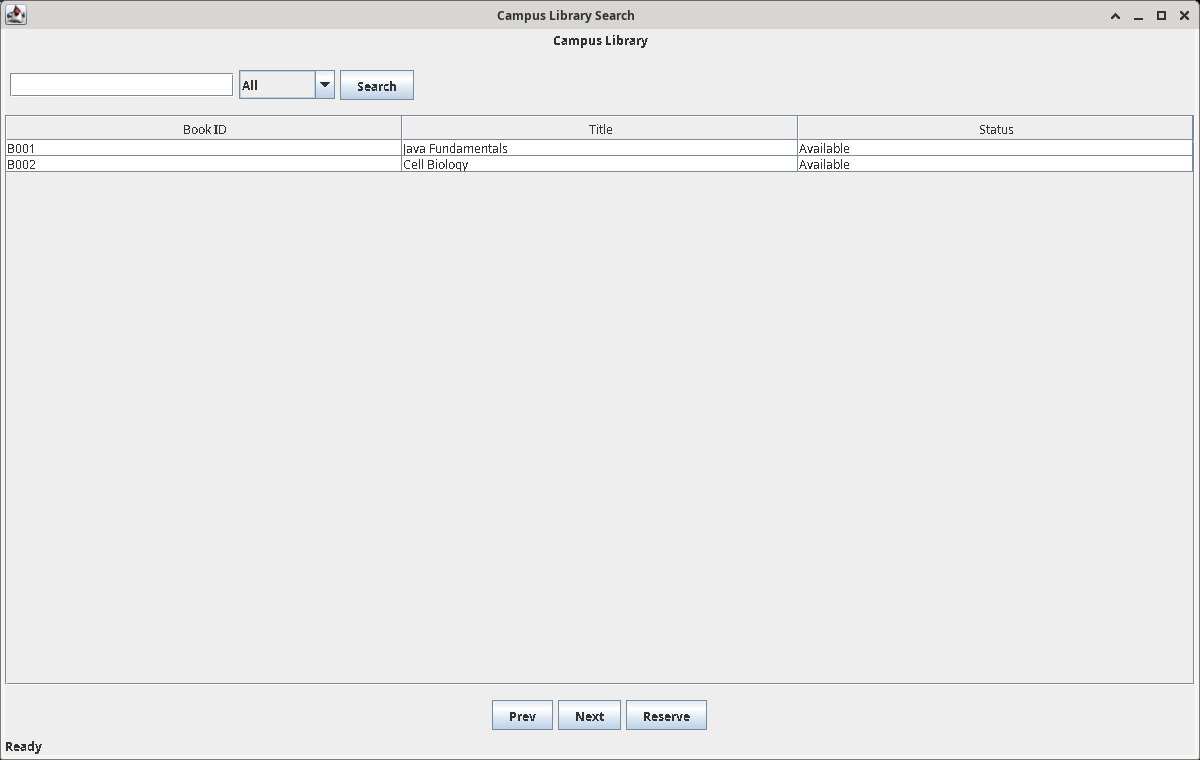 Campus Library Search
Campus Library
All Search
Book ID Title Status
B001 Java Fundamentals Available
B002 Cell Biology Available
Prev Next Reserve
Ready